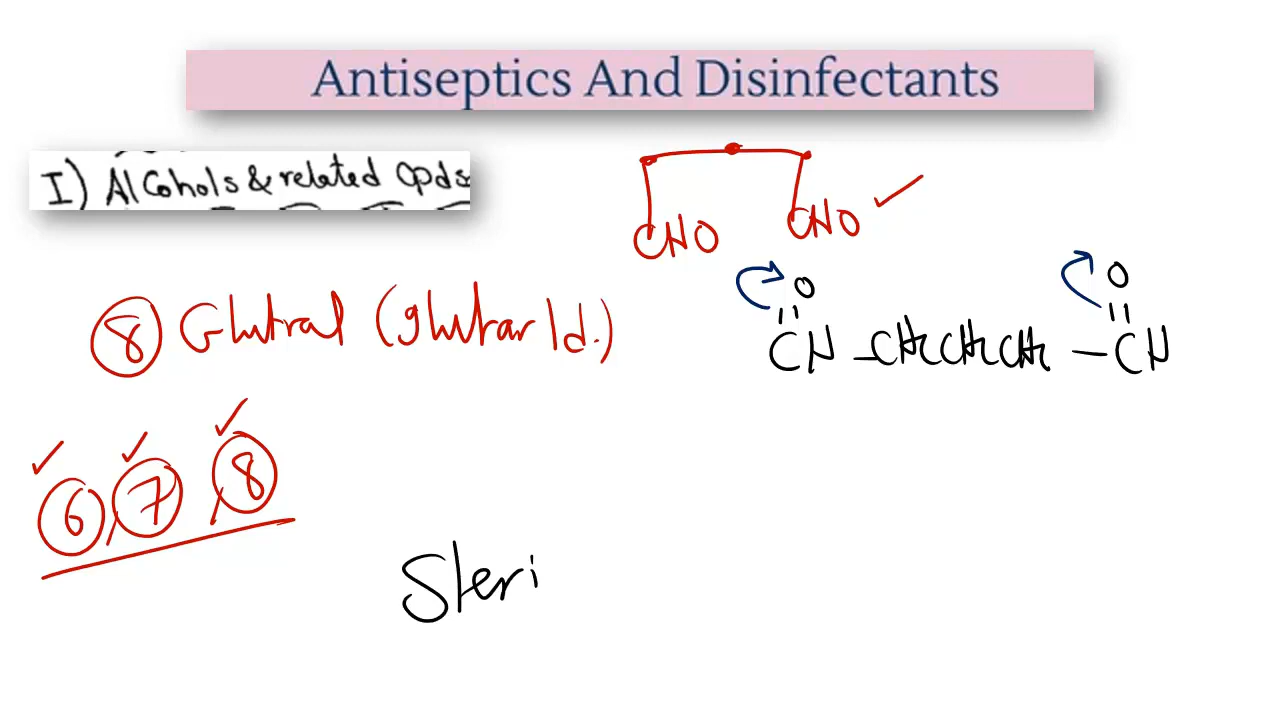 Antiseptics And Disinfectants
I) Alcohols & related cpds
CHO CHO
O O
CH - CH2CH2CH2 - CH
8 Glutral (glutarld.)
6, 7, 8
Steri